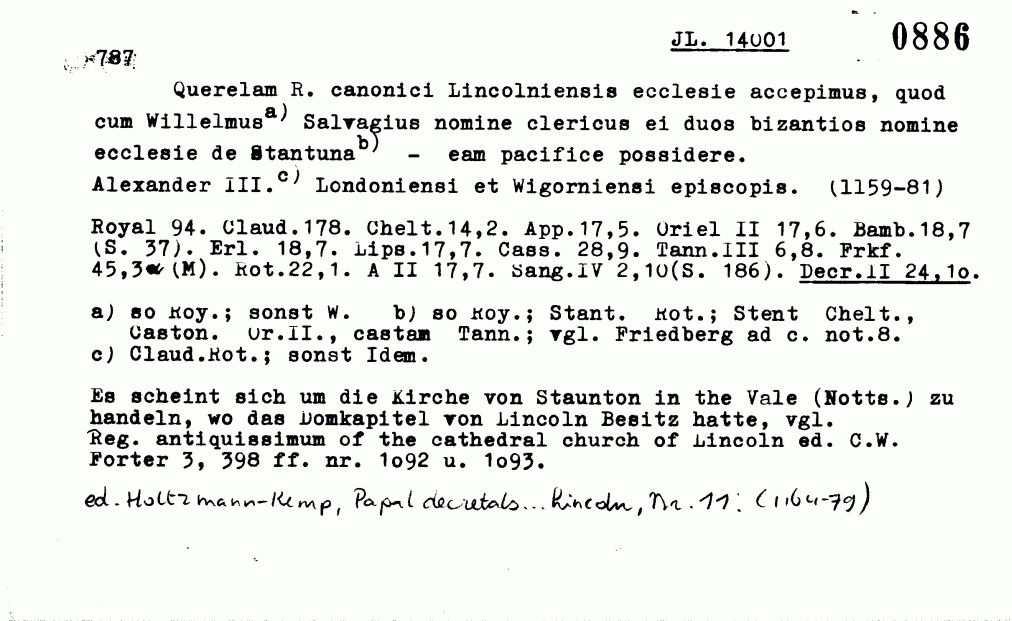 JL. 14001 0886
787
Querelam R. canonici Lincolniensis ecclesie accepimus, quod
cum Willelmus a) Salvagius nomine clericus ei duos bizantios nomine
ecclesie de Stantuna b) - eam pacifice possidere.
Alexander III. c) Londoniensi et Wigorniensi episcopis. (1159-81)
Royal 94. Claud.178. Chelt.14,2. App.17,5. Oriel II 17,6. Bamb.18,7
(S. 37). Erl. 18,7. Lips.17,7. Cass. 28,9. Tann.III 6,8. Frkf.
45,3 (M). Rot.22,1. A II 17,7. Sang.IV 2,10(S. 186). Decr.II 24,1o.
a) so Roy.; sonst W. b) so Roy.; Stant. Rot.; Stent Chelt.,
Caston. Or.II., castam Tann.; vgl. Friedberg ad c. not.8.
c) Claud.Rot.; sonst Idem.
Es scheint sich um die Kirche von Staunton in the Vale (Notts.) zu
handeln, wo das Domkapitel von Lincoln Besitz hatte, vgl.
Reg. antiquissimum of the cathedral church of Lincoln ed. C.W.
Forter 3, 398 ff. nr. 1o92 u. 1o93.
ed. Holtzmann-Kemp, Papal decretals... Lincoln, Nr. 11: (1164-79)